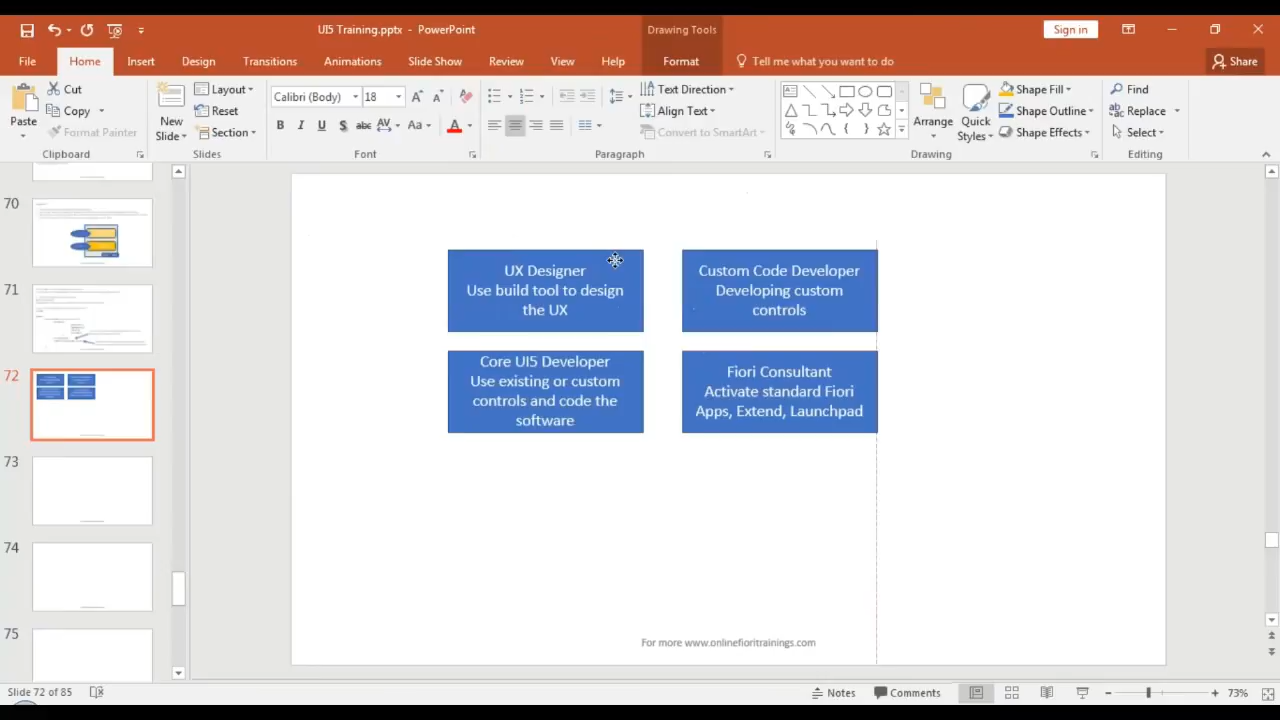 UI5 Training.pptx - PowerPoint
Drawing Tools
Sign in
File Home Insert Design Transitions Animations Slide Show Review View Help Format Tell me what you want to do Share
Paste
Cut
Copy
Format Painter
Clipboard
New
Slide
Layout
Reset
Section
Slides
Calibri (Body) 18
B I U S abc AV Aa A
Font
Text Direction
Align Text
Convert to SmartArt
Paragraph
Arrange
Quick
Styles
Shape Fill
Shape Outline
Shape Effects
Drawing
Find
Replace
Select
Editing
70
71
72
73
74
75
UX Designer
Use build tool to design
the UX
Custom Code Developer
Developing custom
controls
Core UI5 Developer
Use existing or custom
controls and code the
software
Fiori Consultant
Activate standard Fiori
Apps, Extend, Launchpad
For more www.onlinefioritrainings.com
Slide 72 of 85
Notes
Comments
73%